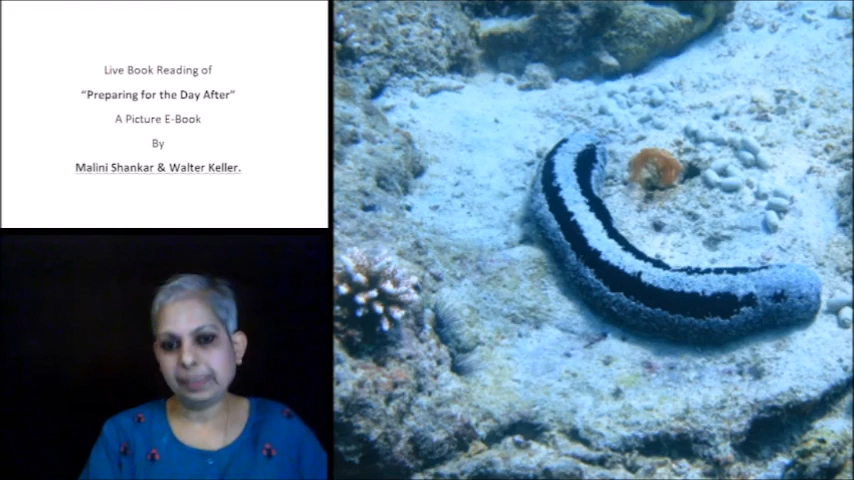 Live Book Reading of
“Preparing for the Day After”
A Picture E-Book
By
Malini Shankar & Walter Keller.